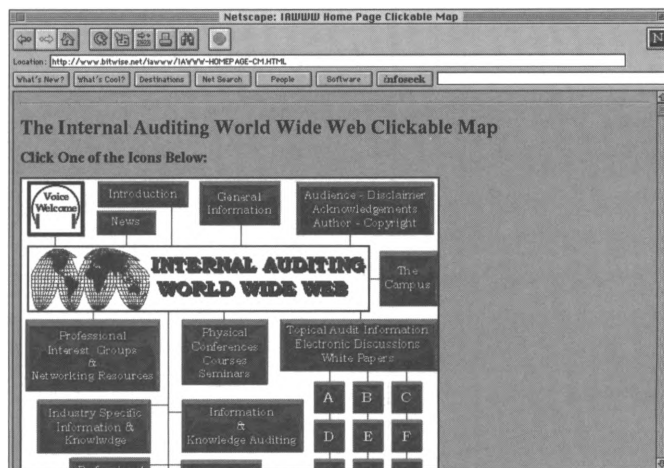 Netscape: IAWWW Home Page Clickable Map
Location: http://www.bitwise.net/iawww/IAWWW-HOMEPAGE-CM.HTML
What's New? What's Cool? Destinations Net Search People Software infoseek
The Internal Auditing World Wide Web Clickable Map
Click One of the Icons Below:
Voice
Welcome
Introduction
News
General
Information
Audience - Disclaimer
Acknowledgements
Author - Copyright
INTERNAL AUDITING
WORLD WIDE WEB
The
Campus
Professional
Interest Groups
&
Networking Resources
Physical
Conferences
Courses
Seminars
Topical Audit Information
Electronic Discussions
White Papers
A B C
Industry Specific
Information &
Knowlwdge
Information
&
Knowledge Auditing
D E F
N